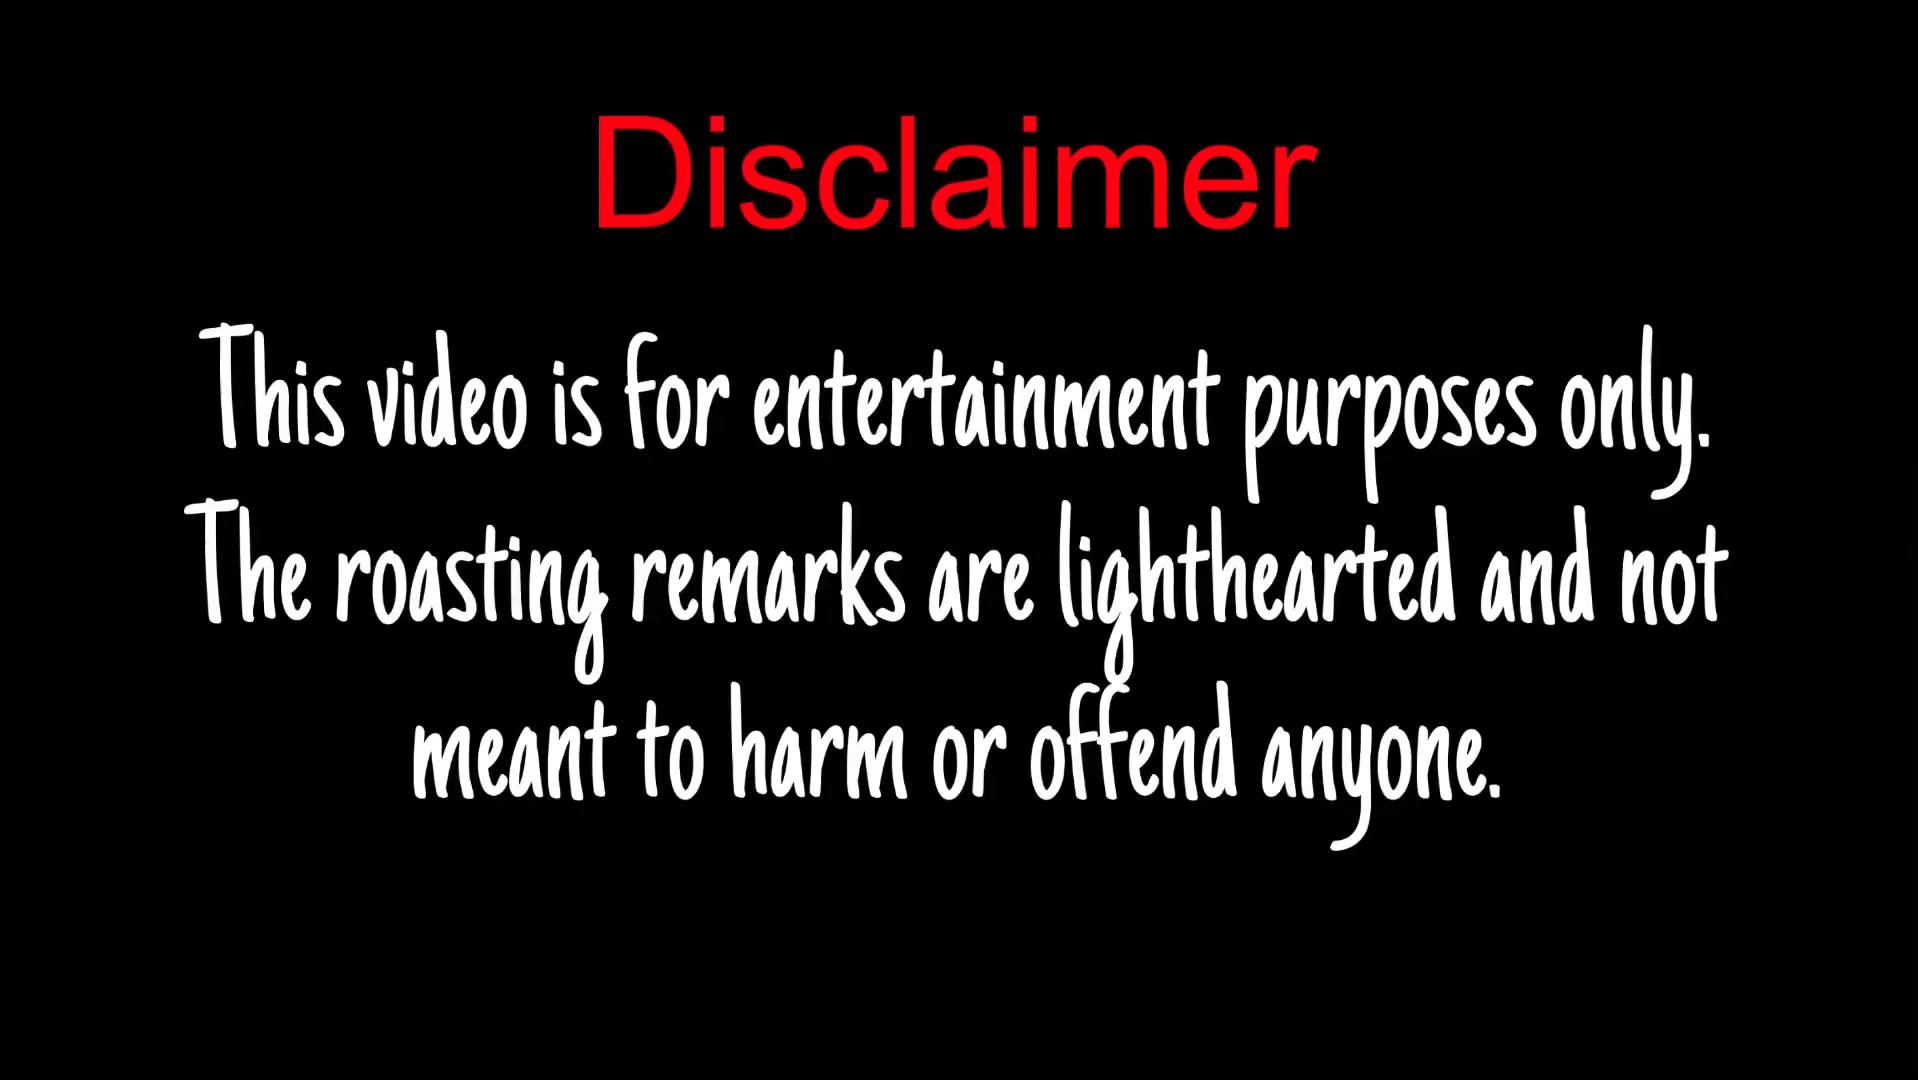 Disclaimer
This video is for entertainment purposes only.
The roasting remarks are lighthearted and not
meant to harm or offend anyone.